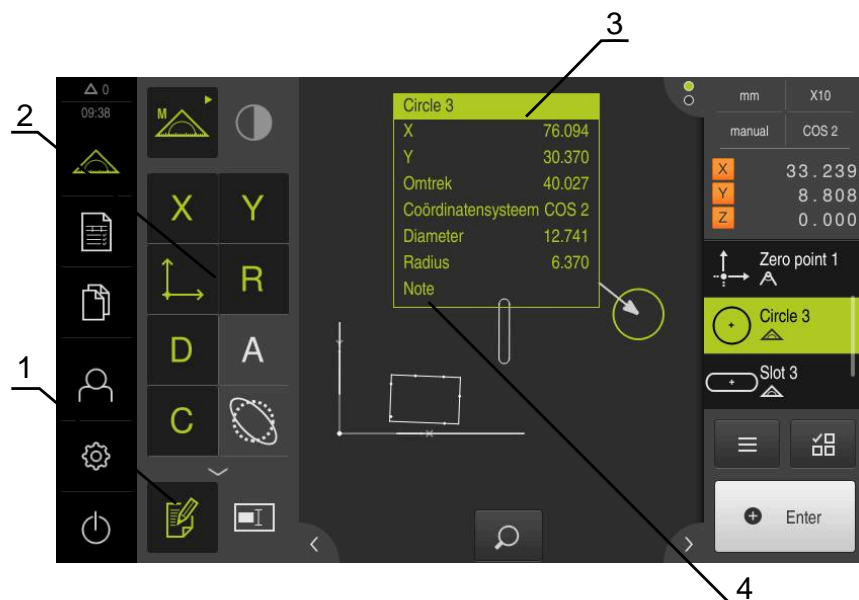 3
2
0
09:38
M
X Y
R
D A
C
1
Circle 3
X 76.094
Y 30.370
Omtrek 40.027
Coördinatensysteem COS 2
Diameter 12.741
Radius 6.370
Note
mm X10
manual COS 2
X 33.239
Y 8.808
Z 0.000
Zero point 1
Circle 3
Slot 3
Enter
4